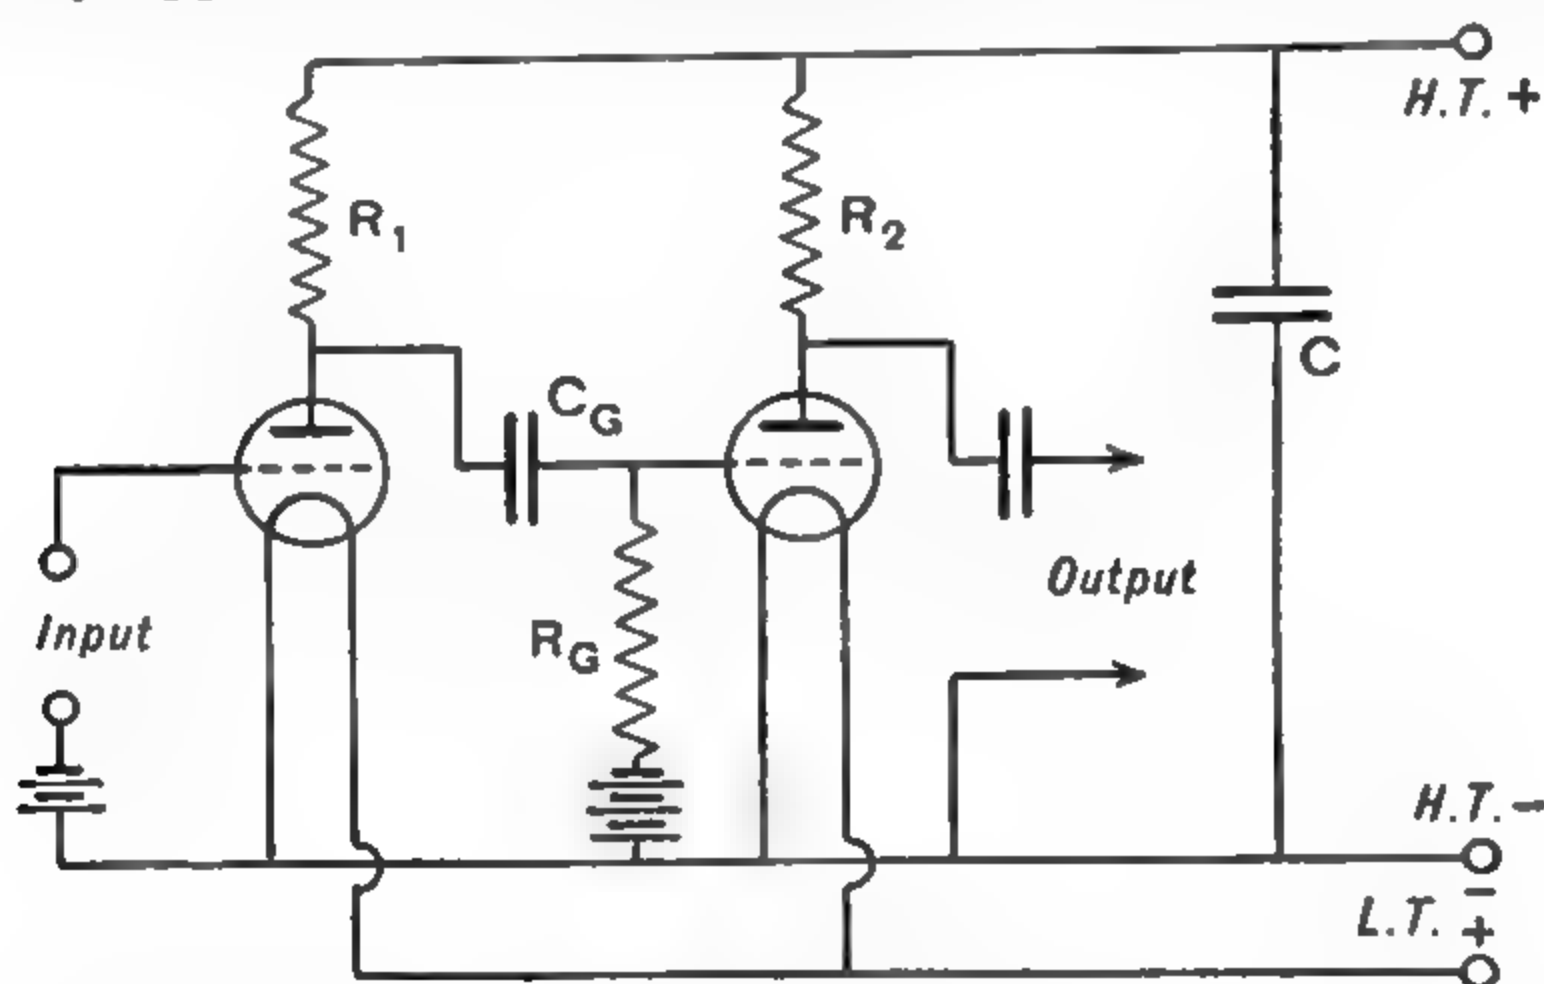 H.T. +
R1
R2
C
CG
Output
Input
RG
H.T. –
–
L.T. +